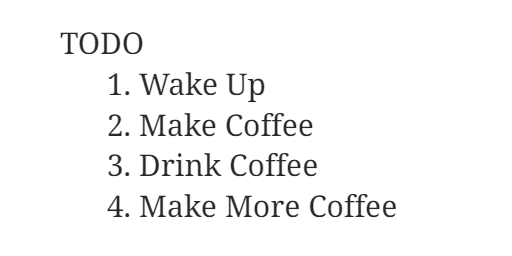 TODO
1. Wake Up
2. Make Coffee
3. Drink Coffee
4. Make More Coffee